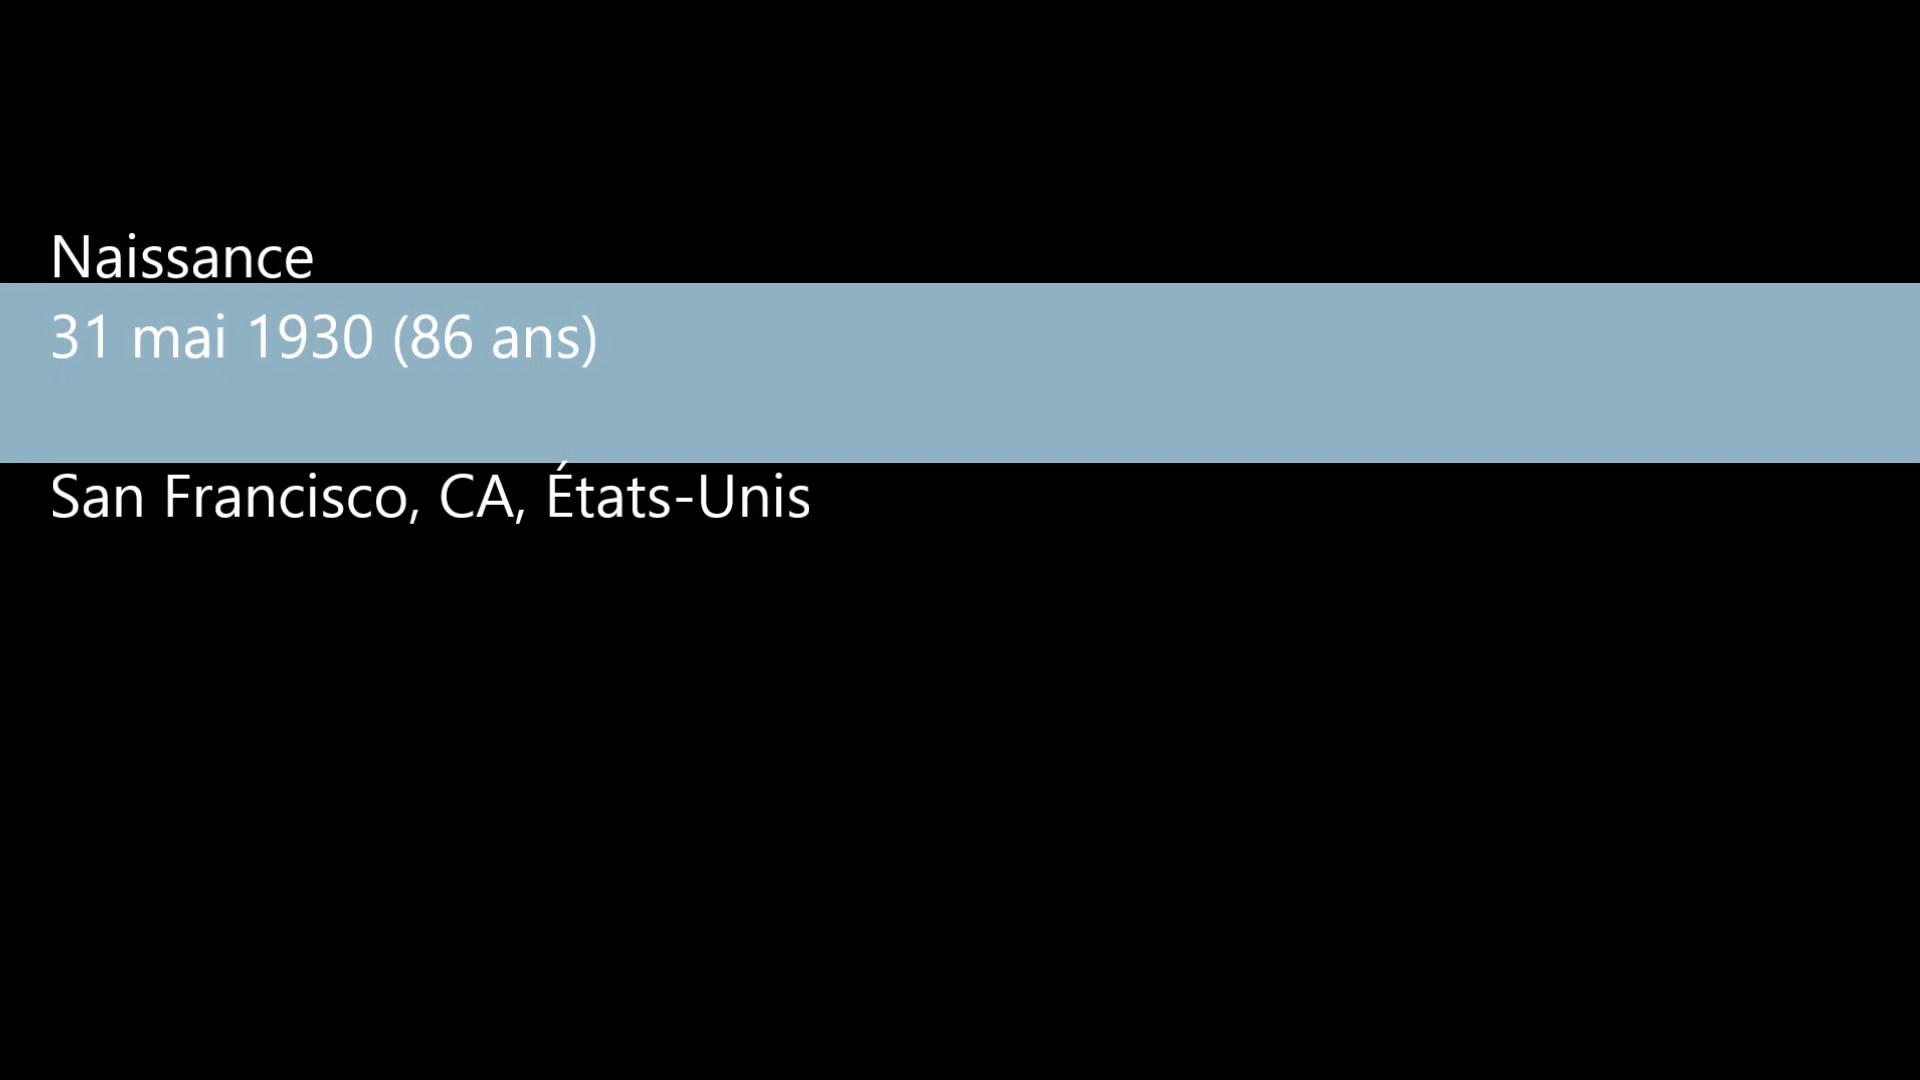 Naissance
31 mai 1930 (86 ans)
San Francisco, CA, États-Unis